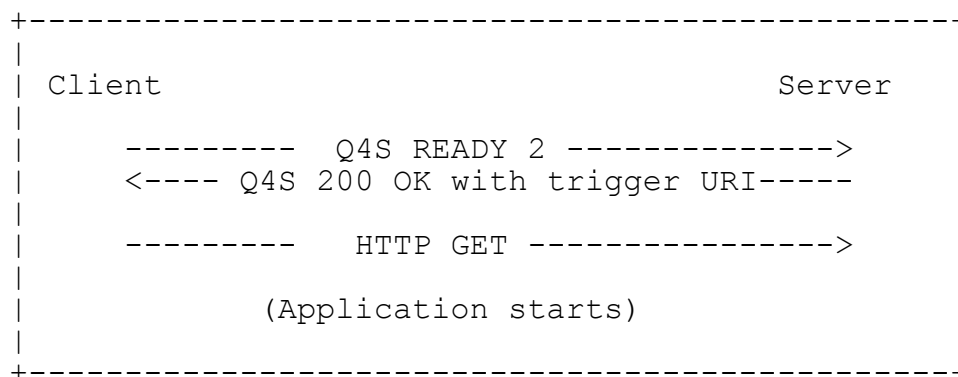 +------------------------------------------------
|
| Client                                Server
|
|     ---------  Q4S READY 2 -------------->
|     <---- Q4S 200 OK with trigger URI-----
|
|     ---------   HTTP GET ---------------->
|
|            (Application starts)
|
+------------------------------------------------